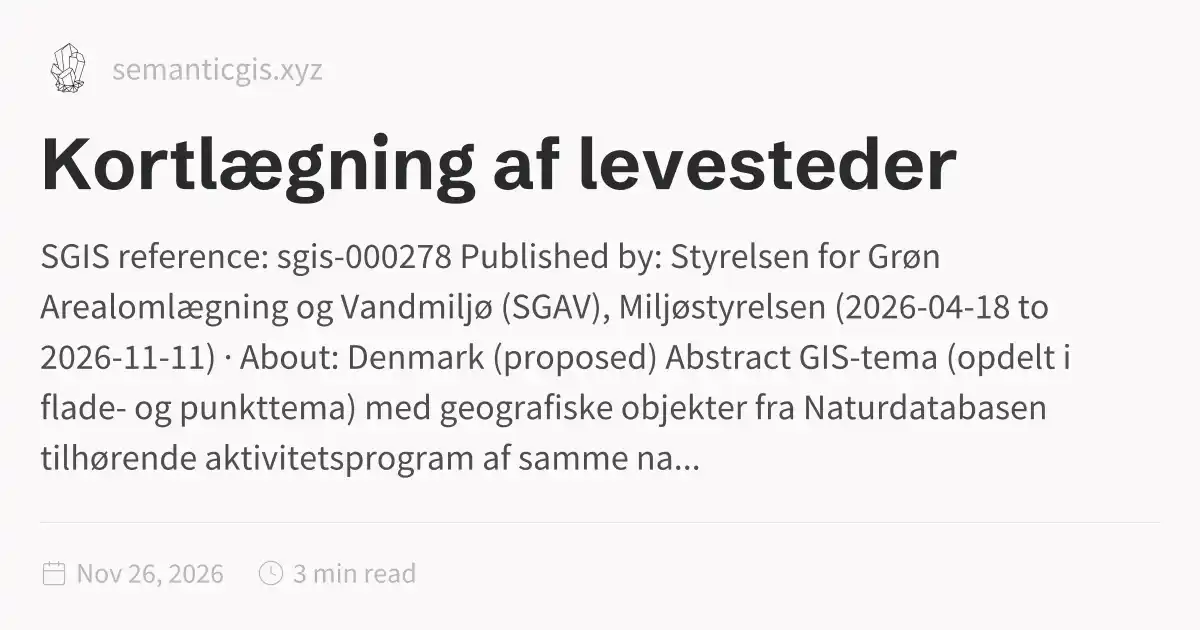 semanticgis.xyz
Kortlægning af levesteder
SGIS reference: sgis-000278 Published by: Styrelsen for Grøn
Arealomlægning og Vandmiljø (SGAV), Miljøstyrelsen (2026-04-18 to
2026-11-11) · About: Denmark (proposed) Abstract GIS-tema (opdelt i
flade- og punkttema) med geografiske objekter fra Naturdatabasen
tilhørende aktivitetsprogram af samme na...
Nov 26, 2026 3 min read